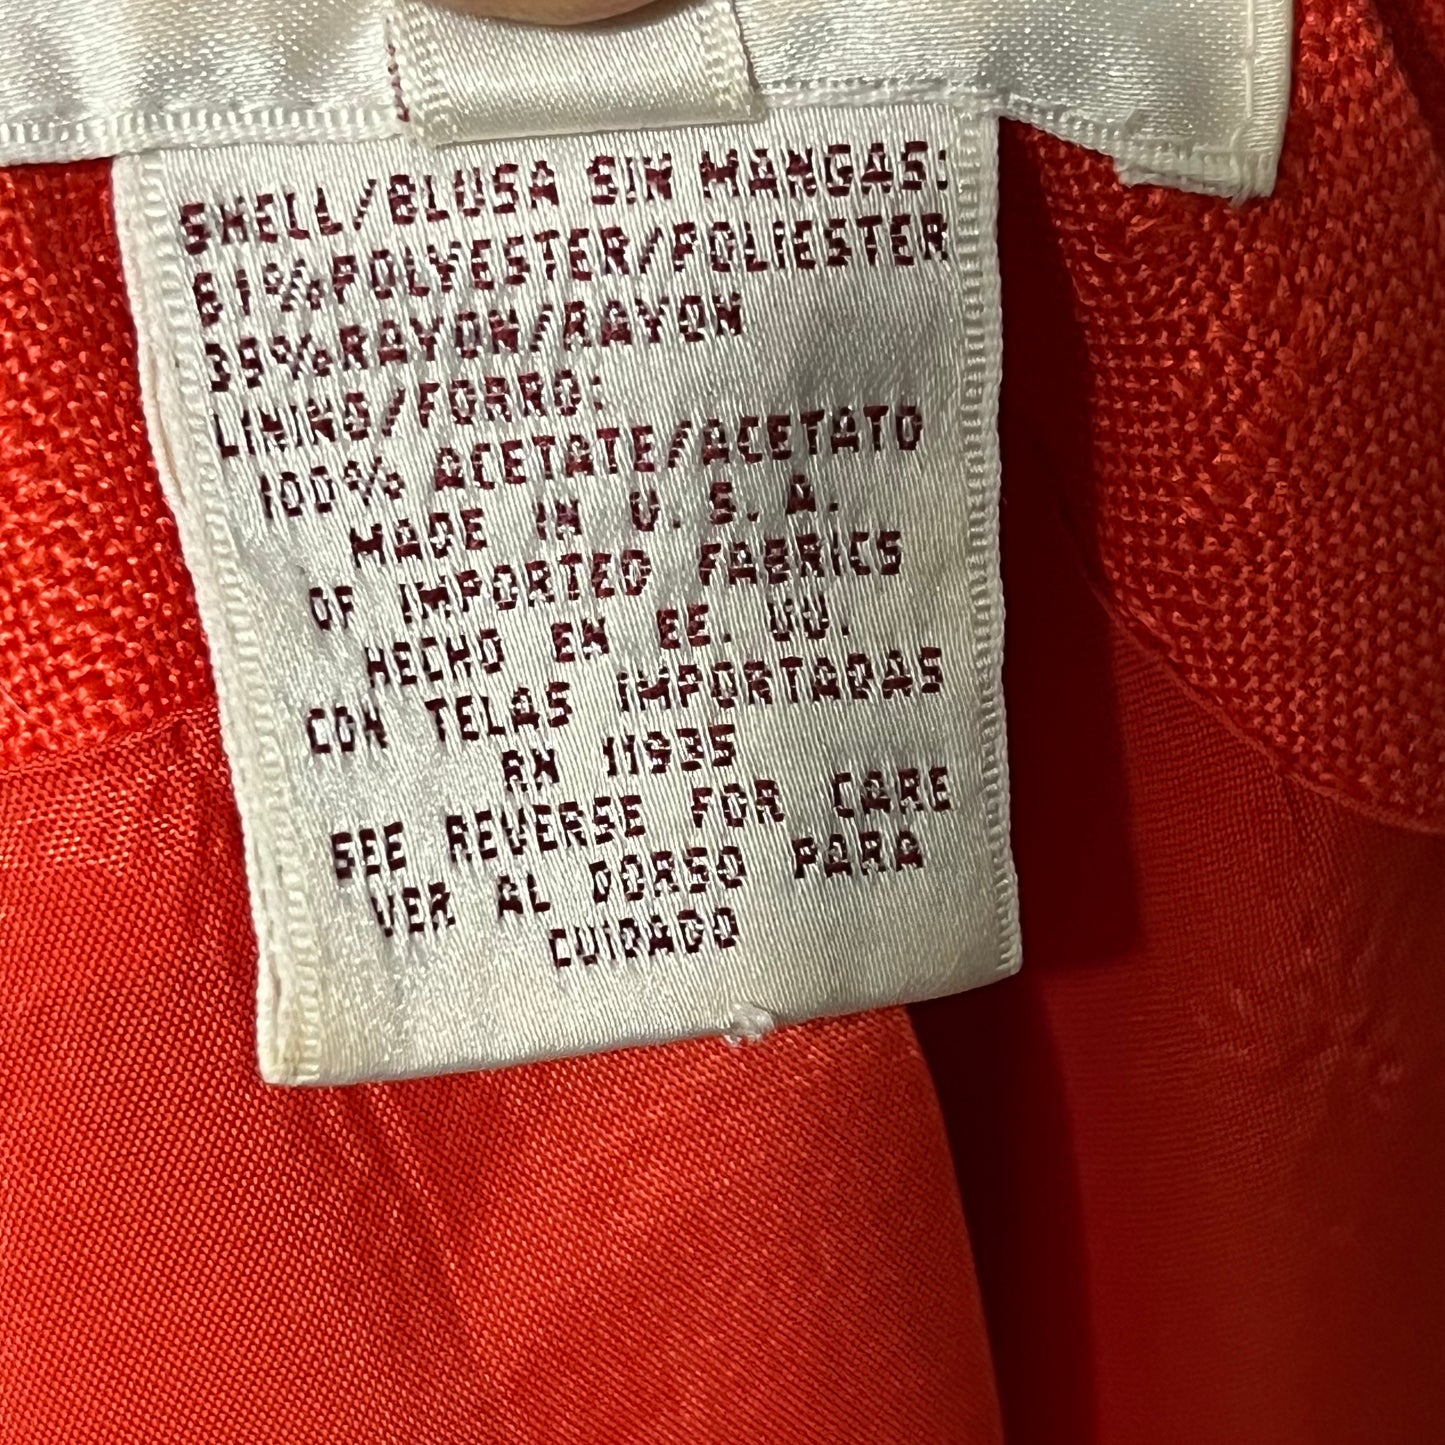 SHELL/BLUSA SIN MANGAS:
61%POLYESTER/POLIESTER
39%RAYON/RAYON
LINING/FORRO:
100% ACETATE/ACETATO
MADE IN U.S.A.
OF IMPORTED FABRICS
HECHO EN EE. UU.
CON TELAS IMPORTADAS
RN 11935
SEE REVERSE FOR CARE
VER AL DORSO PARA
CUIDADO